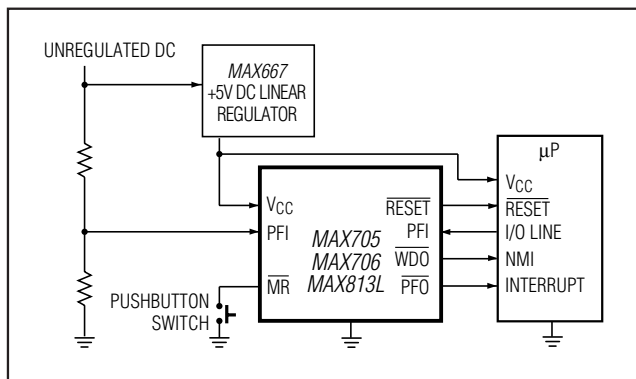 UNREGULATED DC
MAX667
+5V DC LINEAR
REGULATOR
VCC
PFI
MR
MAX705
MAX706
MAX813L
RESET
PFI
WDO
PFO
µP
VCC
RESET
I/O LINE
NMI
INTERRUPT
PUSHBUTTON
SWITCH